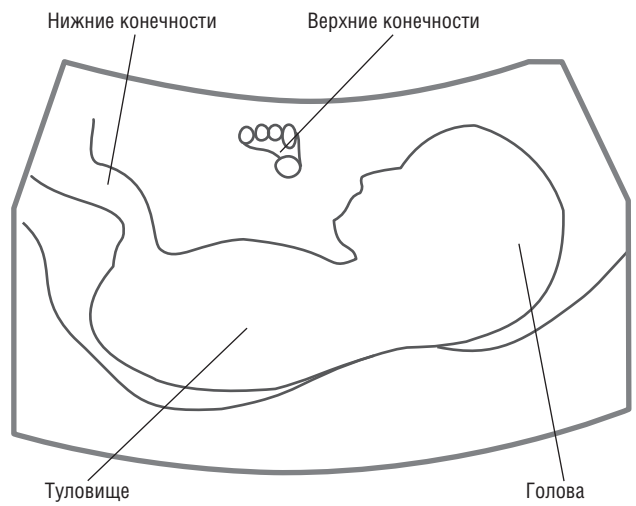 Нижние конечности
Верхние конечности
Туловище
Голова